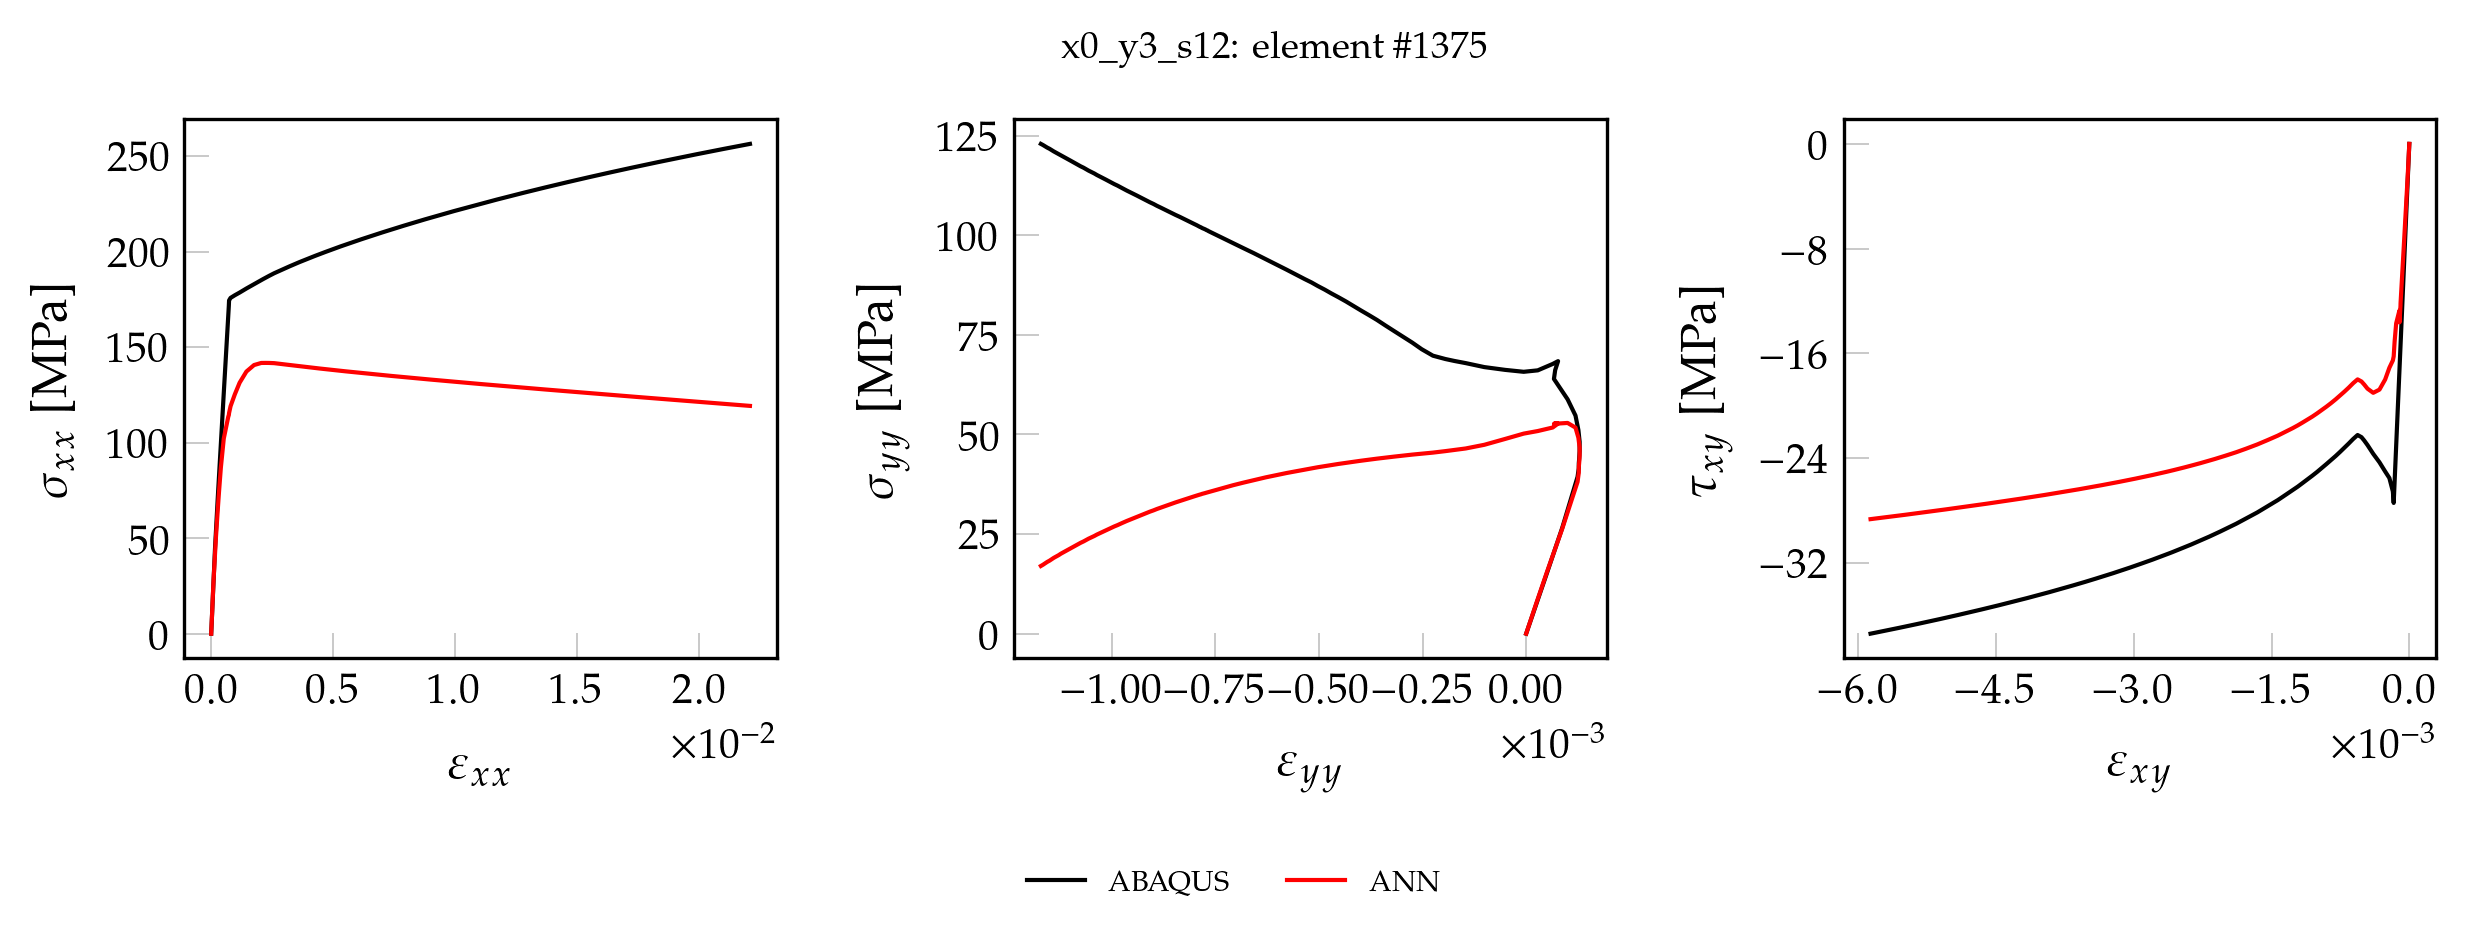 x0_y3_s12: element #1375
250
200
150
100
50
0
σxx [MPa]
0.0 0.5 1.0 1.5 2.0
×10−2
εxx
125
100
75
50
25
0
σyy [MPa]
−1.00 −0.75 −0.50 −0.25 0.00
×10−3
εyy
0
−8
−16
−24
−32
τxy [MPa]
−6.0 −4.5 −3.0 −1.5 0.0
×10−3
εxy
ABAQUS ANN